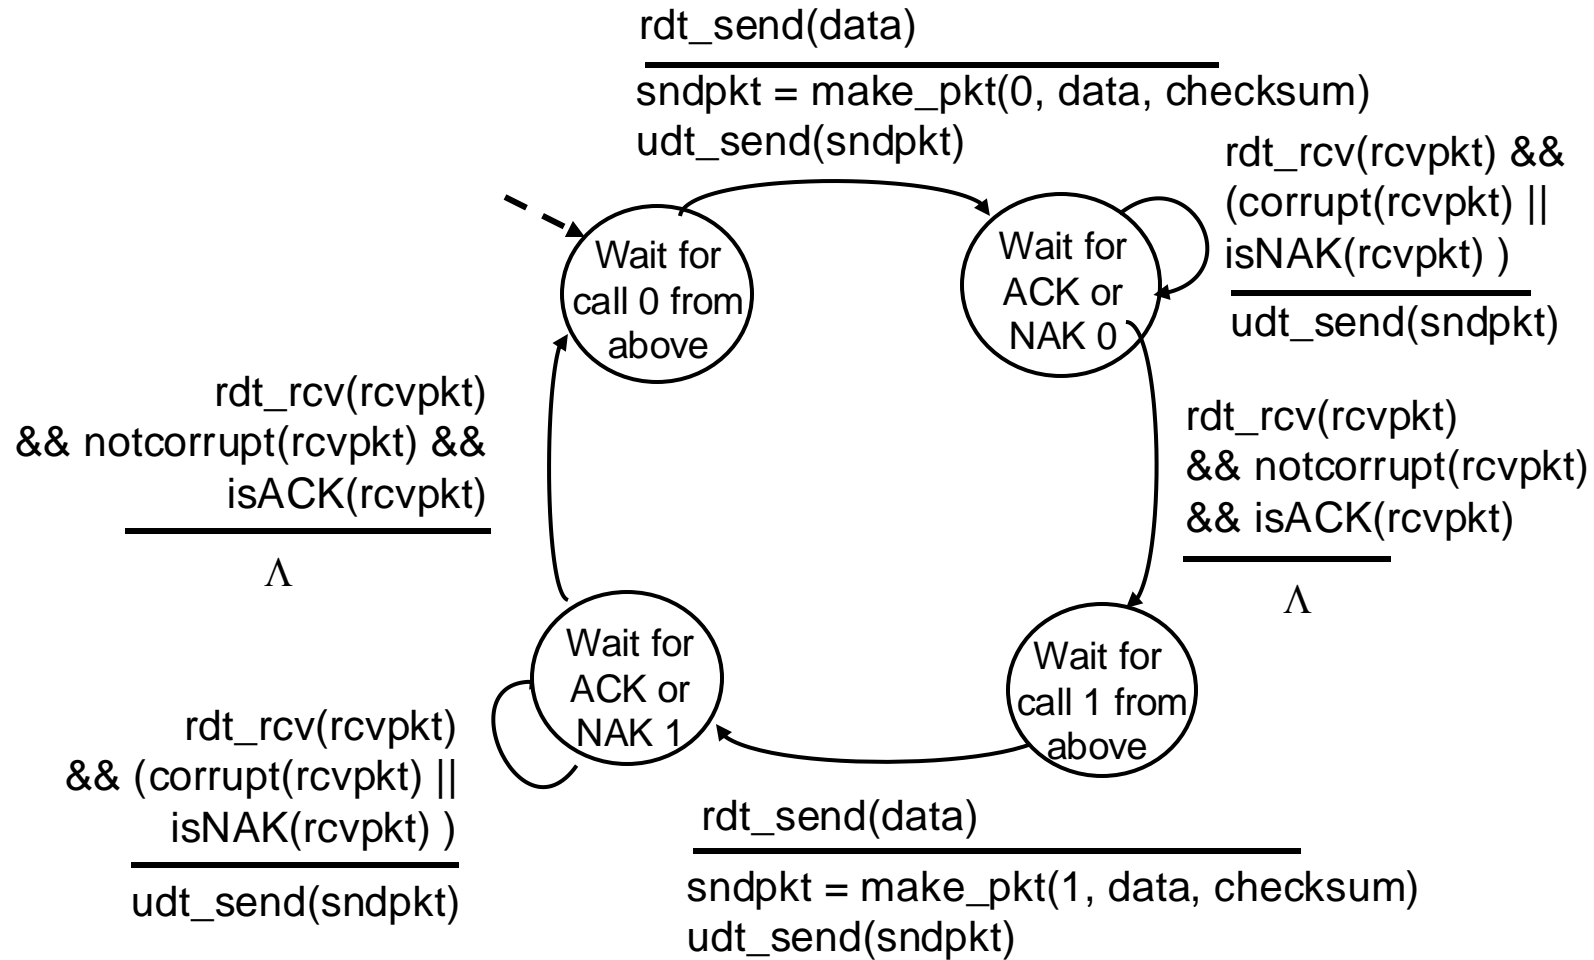 rdt_send(data)
sndpkt = make_pkt(0, data, checksum)
udt_send(sndpkt)
rdt_rcv(rcvpkt) &&
(corrupt(rcvpkt) ||
isNAK(rcvpkt) )
udt_send(sndpkt)
Wait for
call 0 from
above
Wait for
ACK or
NAK 0
rdt_rcv(rcvpkt)
&& notcorrupt(rcvpkt) &&
isACK(rcvpkt)
Λ
rdt_rcv(rcvpkt)
&& notcorrupt(rcvpkt)
&& isACK(rcvpkt)
Λ
Wait for
ACK or
NAK 1
Wait for
call 1 from
above
rdt_rcv(rcvpkt)
&& (corrupt(rcvpkt) ||
isNAK(rcvpkt) )
udt_send(sndpkt)
rdt_send(data)
sndpkt = make_pkt(1, data, checksum)
udt_send(sndpkt)